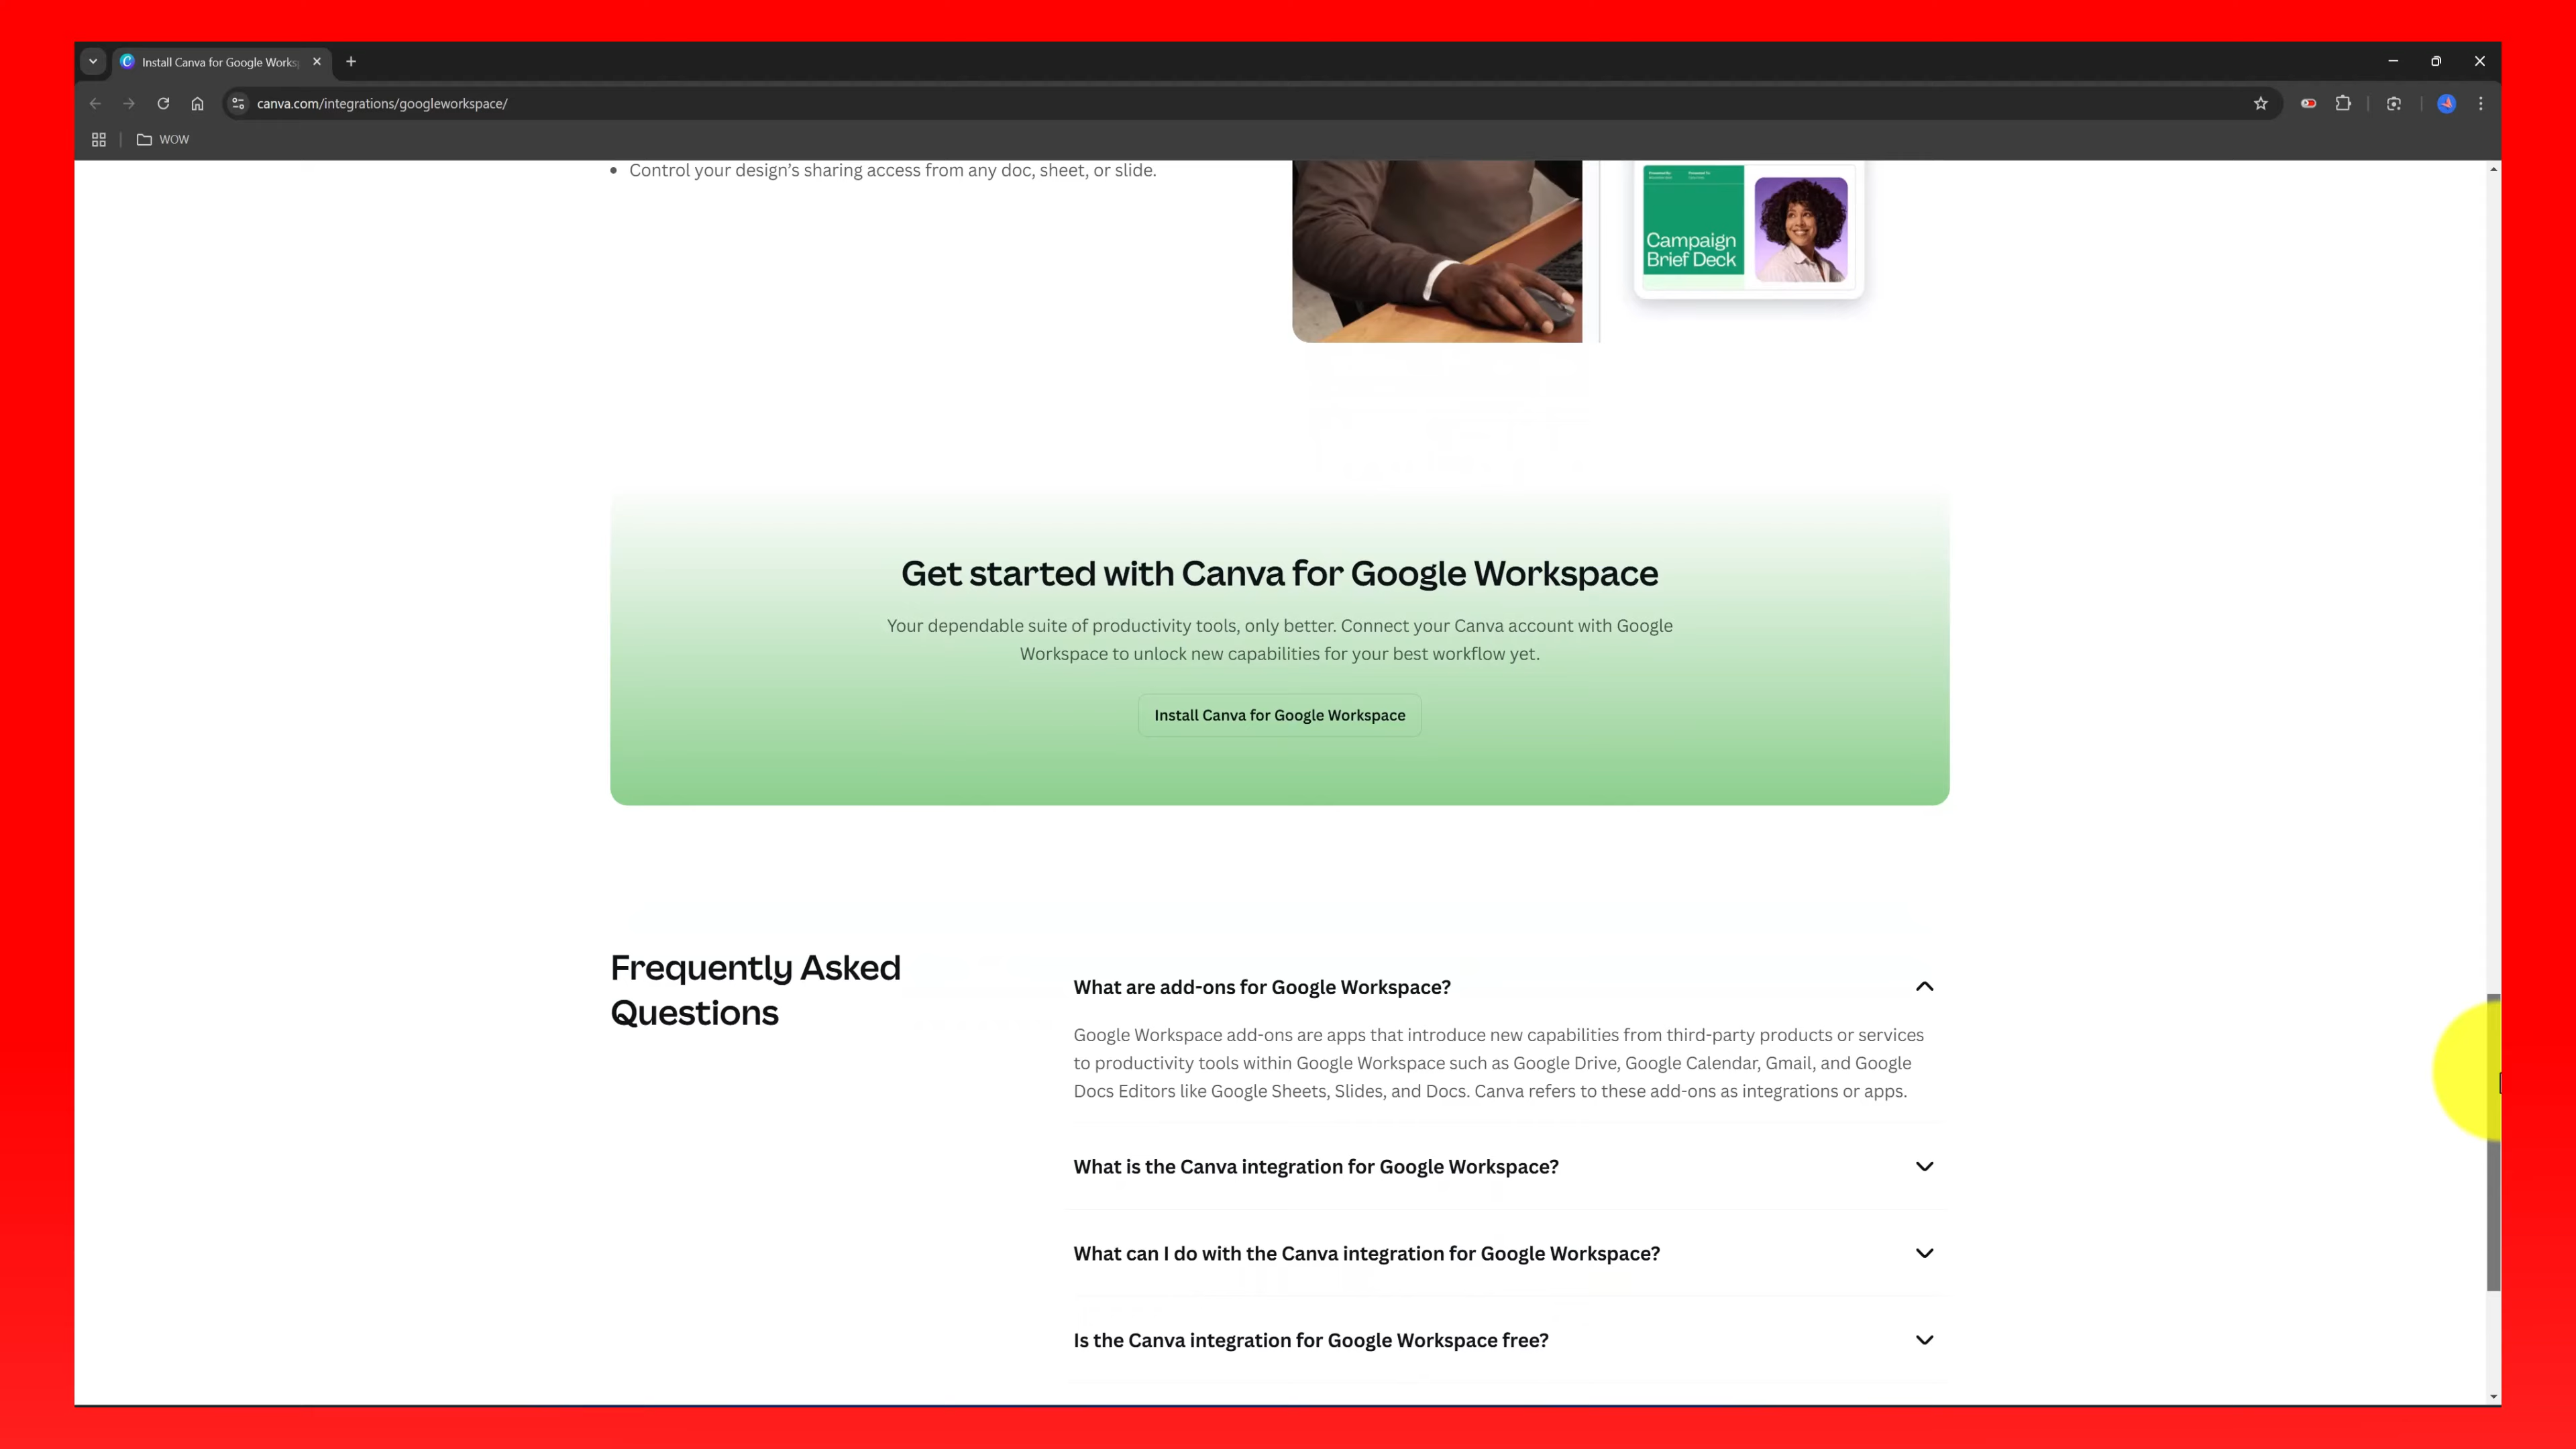 Install Canva for Google Works
canva.com/integrations/googleworkspace/
WOW
Control your design's sharing access from any doc, sheet, or slide.
Campaign
Brief Deck
Get started with Canva for Google Workspace
Your dependable suite of productivity tools, only better. Connect your Canva account with Google
Workspace to unlock new capabilities for your best workflow yet.
Install Canva for Google Workspace
Frequently Asked
Questions
What are add-ons for Google Workspace?
Google Workspace add-ons are apps that introduce new capabilities from third-party products or services
to productivity tools within Google Workspace such as Google Drive, Google Calendar, Gmail, and Google
Docs Editors like Google Sheets, Slides, and Docs. Canva refers to these add-ons as integrations or apps.
What is the Canva integration for Google Workspace?
What can I do with the Canva integration for Google Workspace?
Is the Canva integration for Google Workspace free?